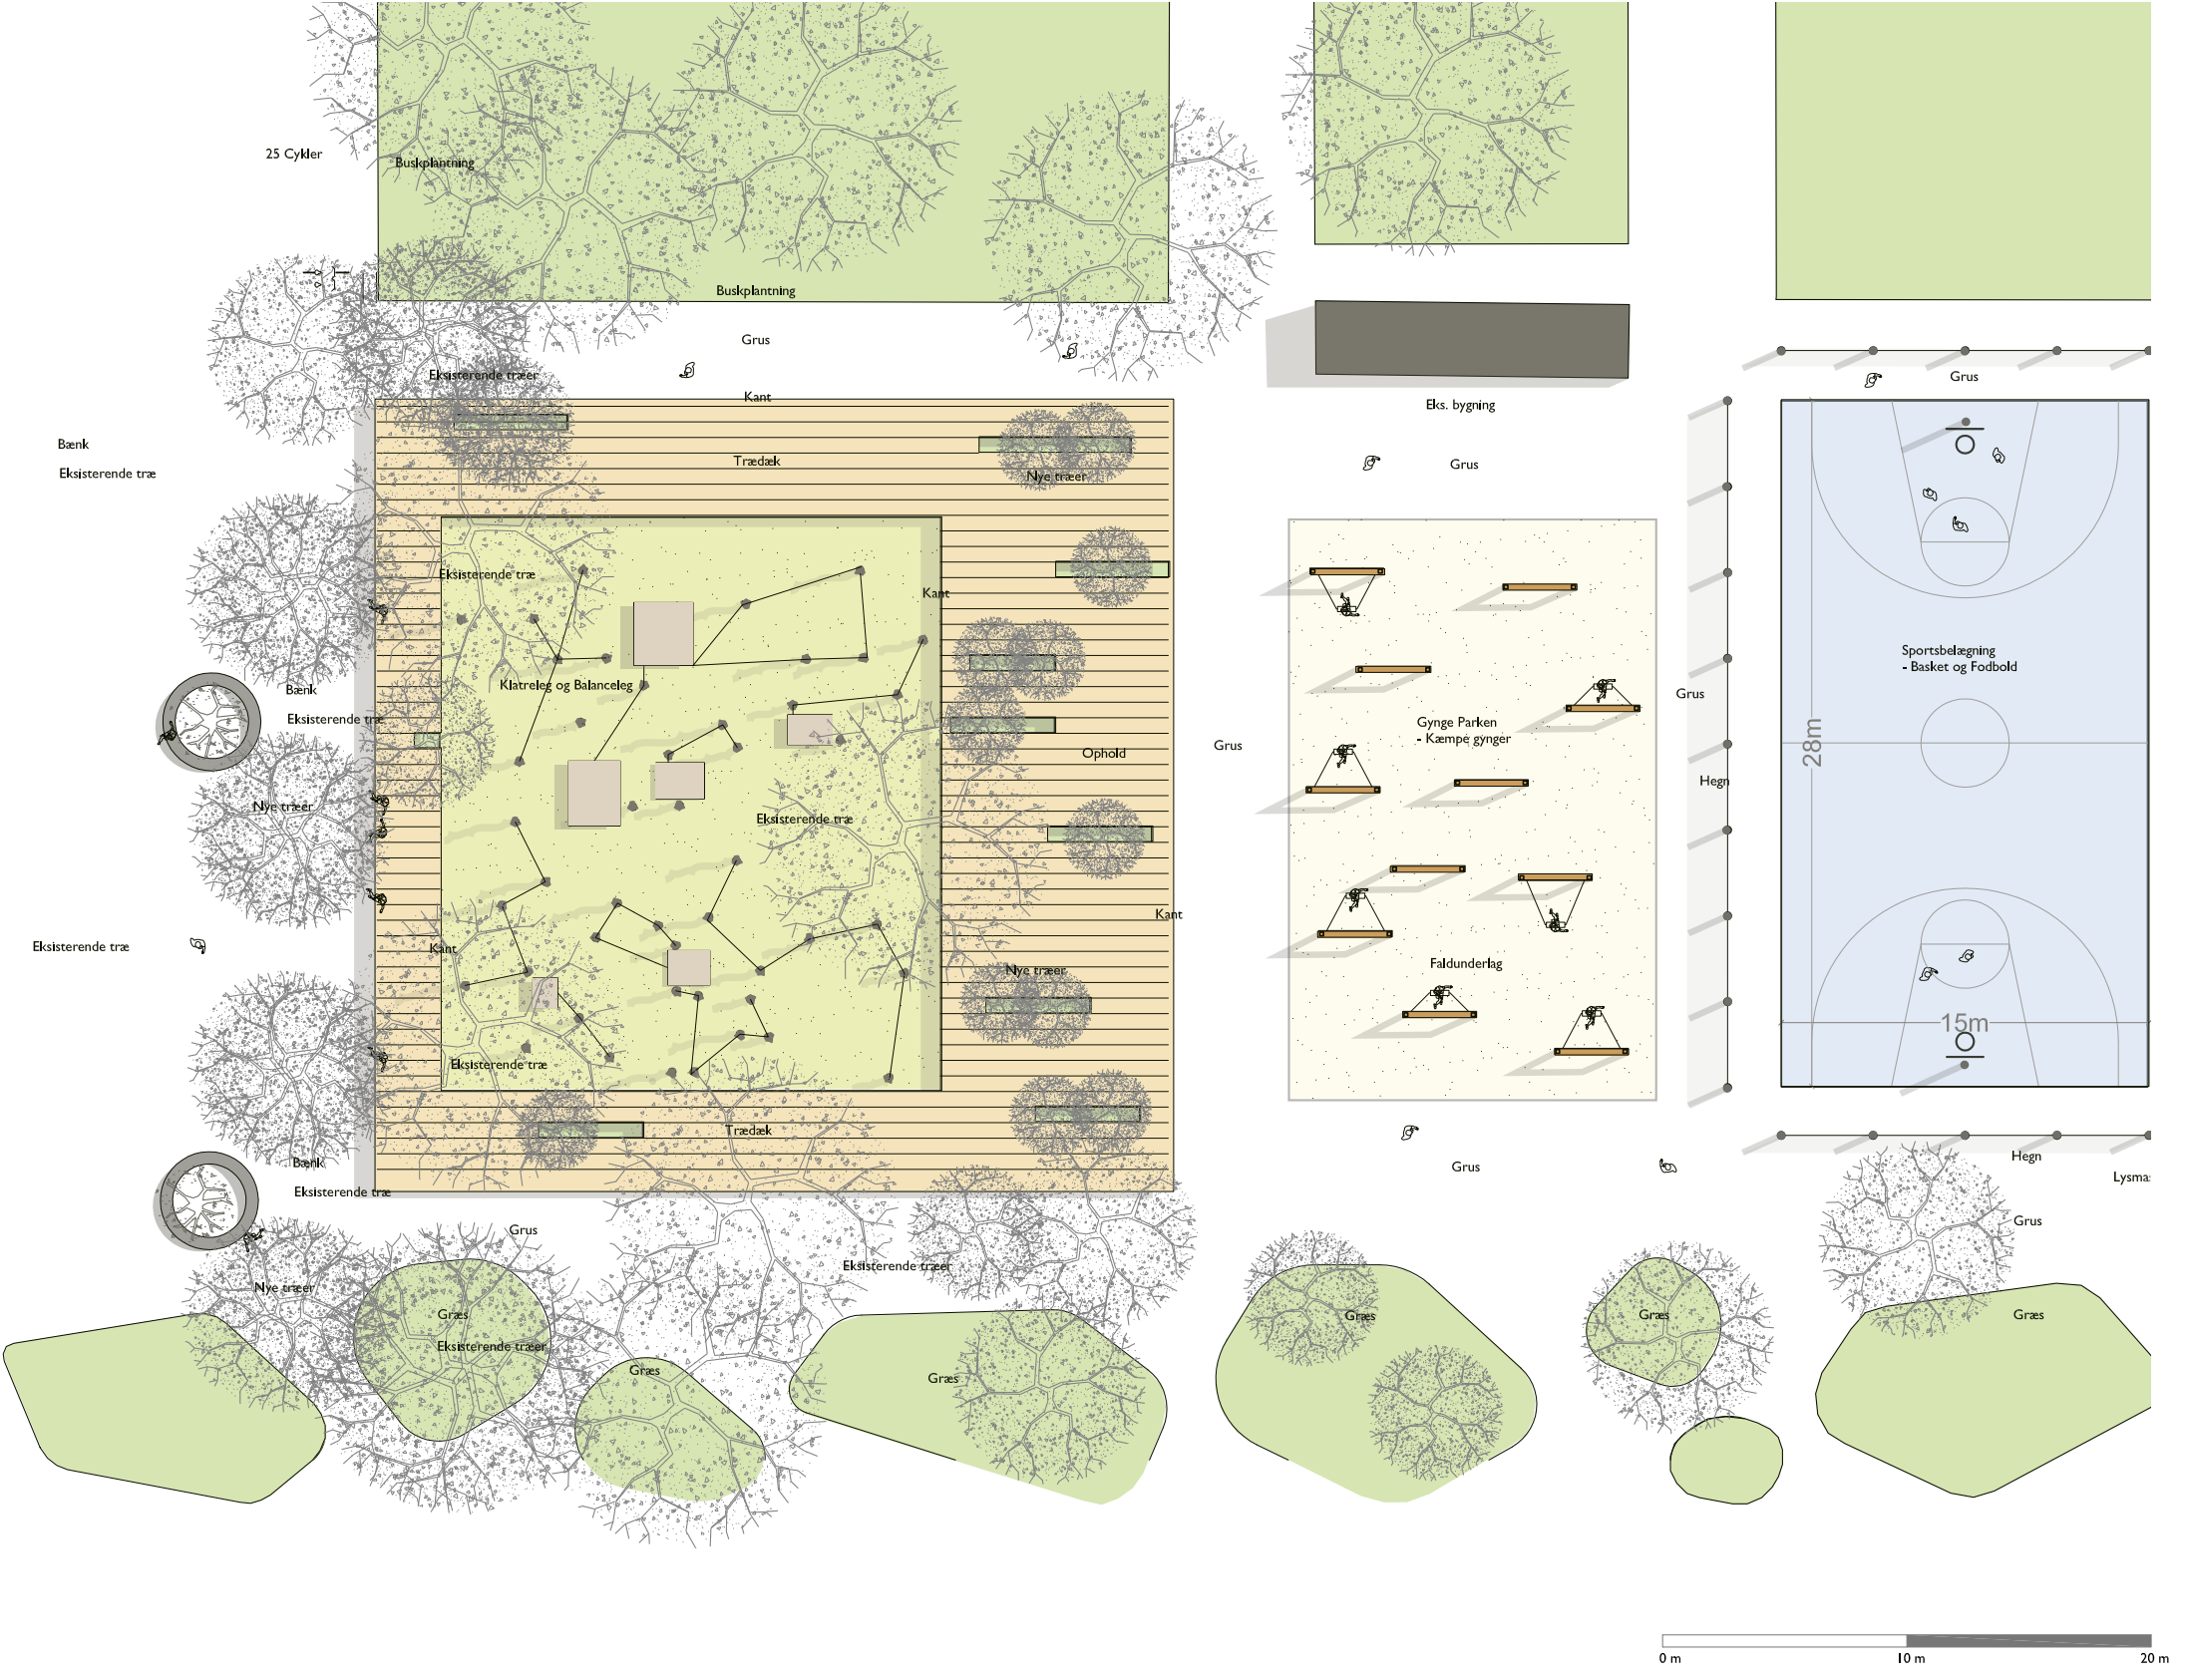 25 Cykler
Buskplantning
Buskplantning
Grus
Eksisterende træer
Grus
Kant
Eks. bygning
Bænk
Trædæk
Grus
Eksisterende træ
Nye træer
Eksisterende træ
Kant
Sportsbelægning
- Basket og Fodbold
Klatreleg og Balanceleg
Bænk
Grus
Eksisterende træ
Gynge Parken
- Kæmpe gynger
Grus
28m
Ophold
Hegn
Nye træer
Eksisterende træ
Kant
Eksisterende træ
Kant
Faldunderlag
Nye træer
15m
Eksisterende træ
Trædæk
Hegn
Bænk
Grus
Lysma
Eksisterende træ
Grus
Grus
Eksisterende træer
Nye træer
Græs
Græs
Græs
Græs
Eksisterende træer
Græs
Græs
0 m
10 m
20 m